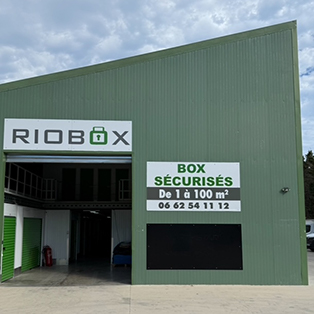 RIOBOX
BOX
SÉCURISÉS
De 1 à 100 m²
06 62 54 11 12